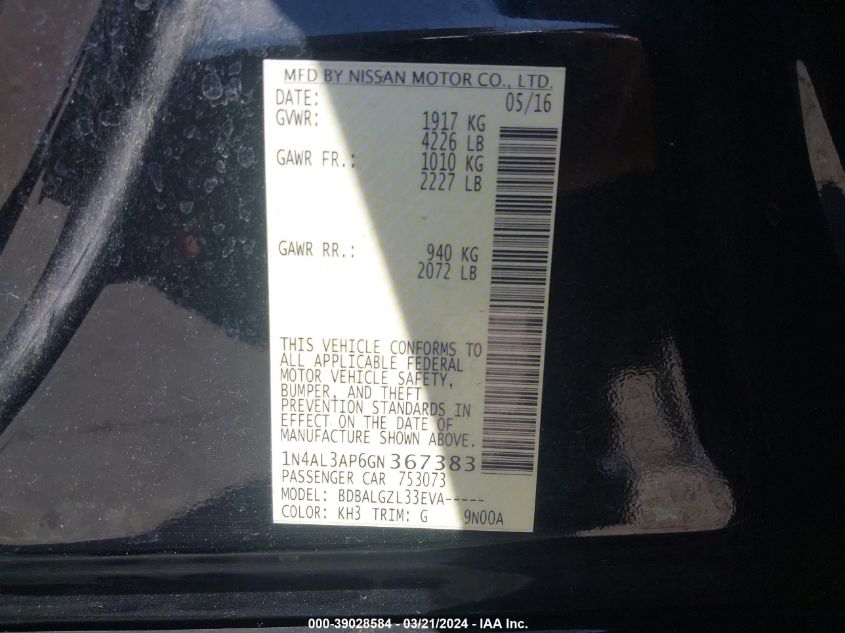 MFD BY NISSAN MOTOR CO., LTD.
DATE: 05/16
GVWR: 1917 KG
4226 LB
GAWR FR.: 1010 KG
2227 LB
GAWR RR.: 940 KG
2072 LB
THIS VEHICLE CONFORMS TO
ALL APPLICABLE FEDERAL
MOTOR VEHICLE SAFETY,
BUMPER, AND THEFT
PREVENTION STANDARDS IN
EFFECT ON THE DATE OF
MANUFACTURE SHOWN ABOVE.
1N4AL3AP6GN367383
PASSENGER CAR 753073
MODEL: BDBALGZL33EVA-----
COLOR: KH3 TRIM: G 9N00A
000-39028584 - 03/21/2024 - IAA Inc.